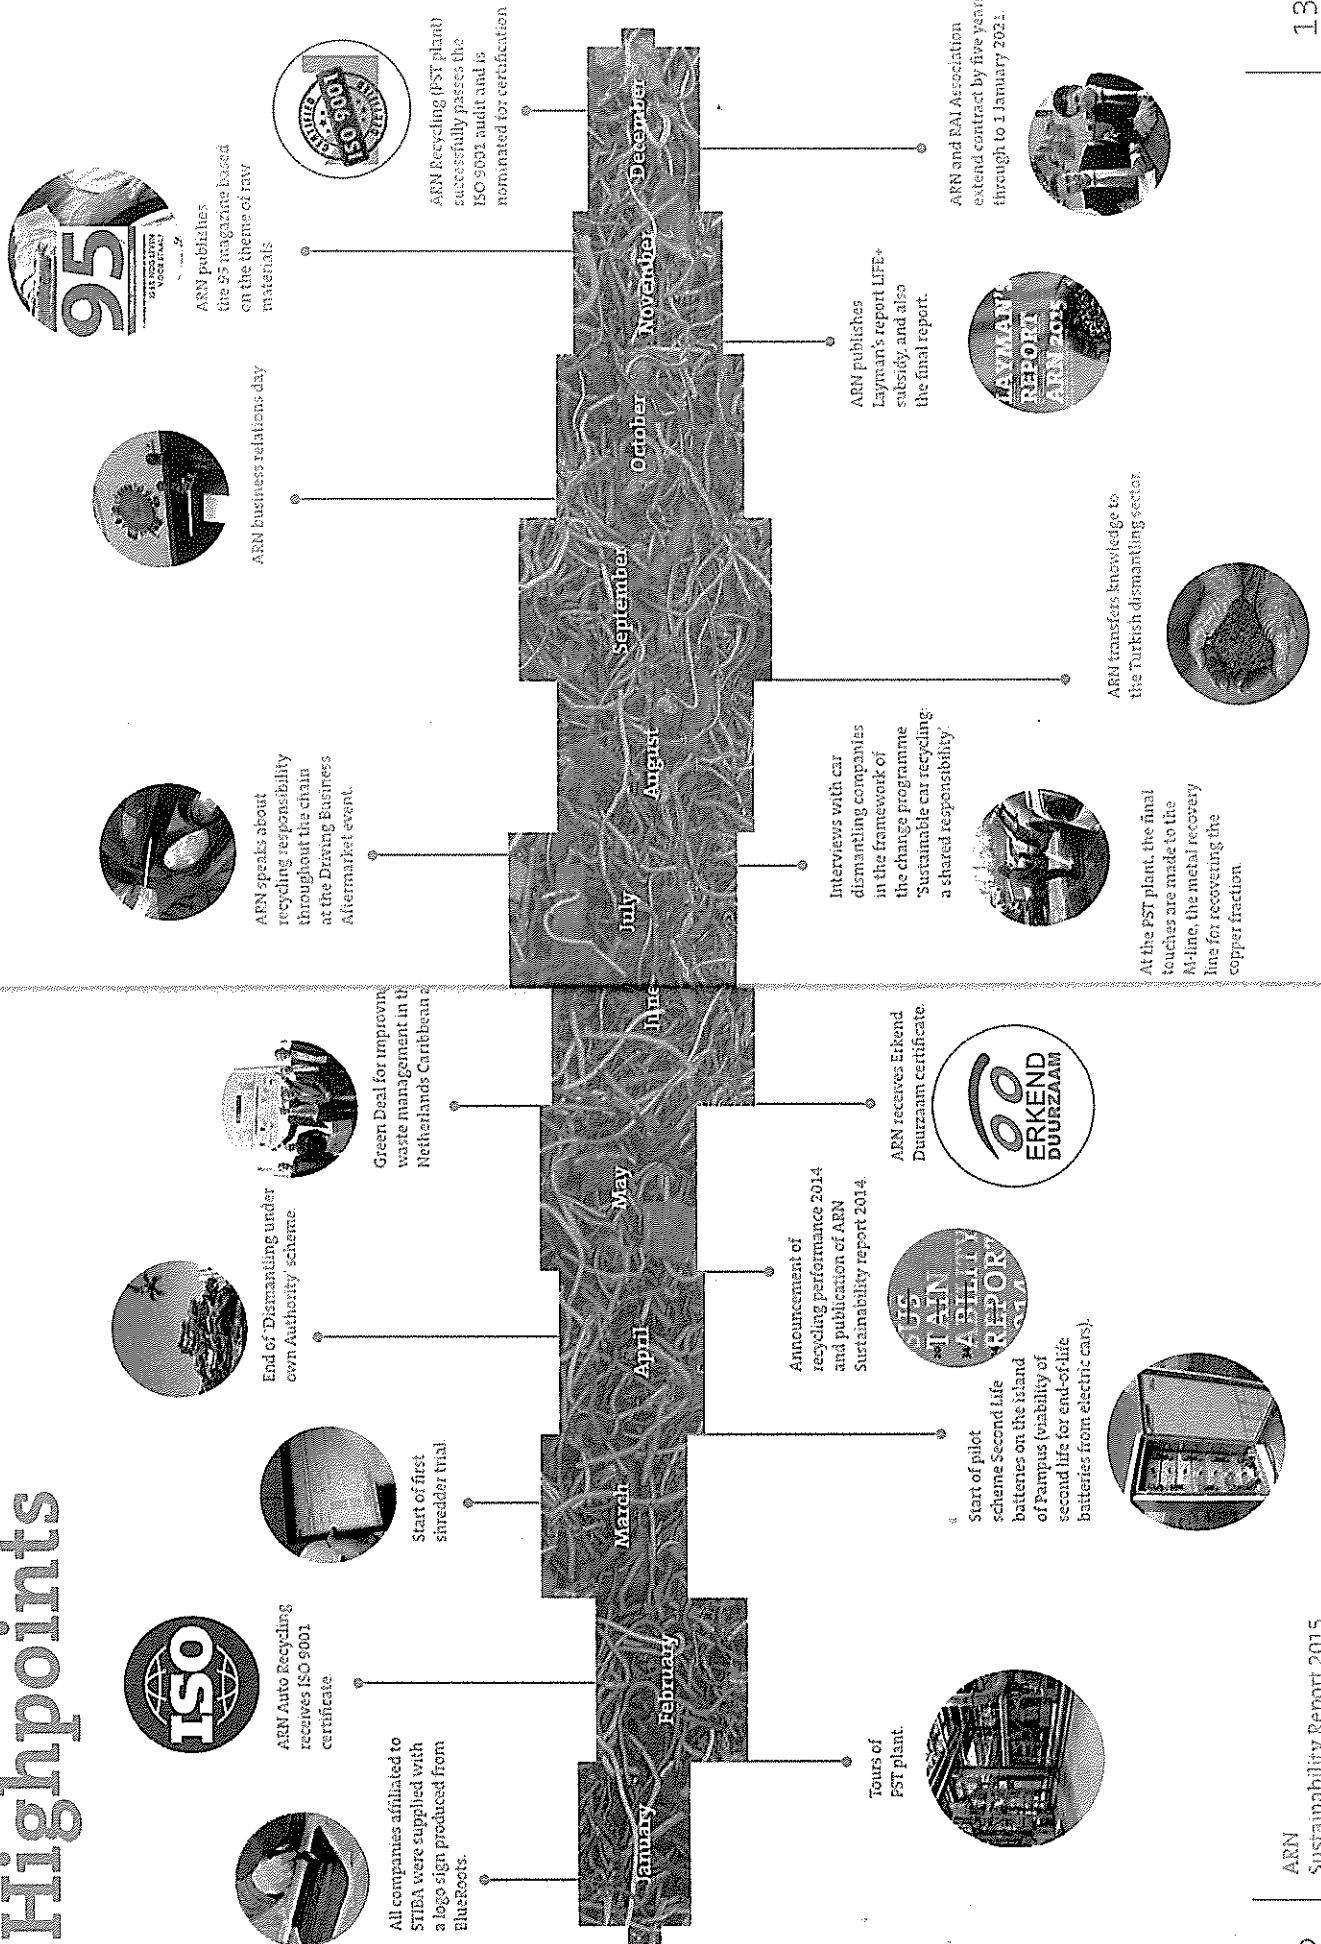 Highpoints
All companies affiliated to
STIBA were supplied with
a logo sign produced from
BlueRoots.
ISO
ARN Auto Recycling
receives ISO 9001
certificate.
Start of first
shredder trial.
End of 'Dismantling under
own Authority' scheme.
Green Deal for improvin
waste management in th
Netherlands Caribbean
ARN speaks about
recycling responsibility
throughout the chain
at the Driving Business
Aftermarket event.
ARN business relations day
95
ARN publishes
the 95 magazine based
on the theme of raw
materials
CERTIFIED
ISO 9001
CERTIFIED
ARN Recycling (PST plant)
successfully passes the
ISO 9001 audit and is
nominated for certification
January
February
March
April
May
June
July
August
September
October
November
December
Tours of
PST plant.
Start of pilot
scheme Second Life
batteries on the island
of Pampus (viability of
second life for end-of-life
batteries from electric cars).
Announcement of
recycling performance 2014
and publication of ARN
Sustainability report 2014.
SUS
TAIN
ABILITY
REPORT
2014
ARN receives Erkend
Duurzaam certificate.
ERKEND
DUURZAAM
Interviews with car
dismantling companies
in the framework of
the change programme
'Sustainable car recycling:
a shared responsibility'.
At the PST plant, the final
touches are made to the
M-line, the metal recovery
line for recovering the
copper fraction.
ARN transfers knowledge to
the Turkish dismantling sector.
ARN publishes
Layman's report LIFE+
subsidy, and also
the final report.
LAYMAN'S
REPORT
ARN 2015
ARN and RAI Association
extend contract by five years
through to 1 January 2021.
ARN
Sustainability Report 2015
13